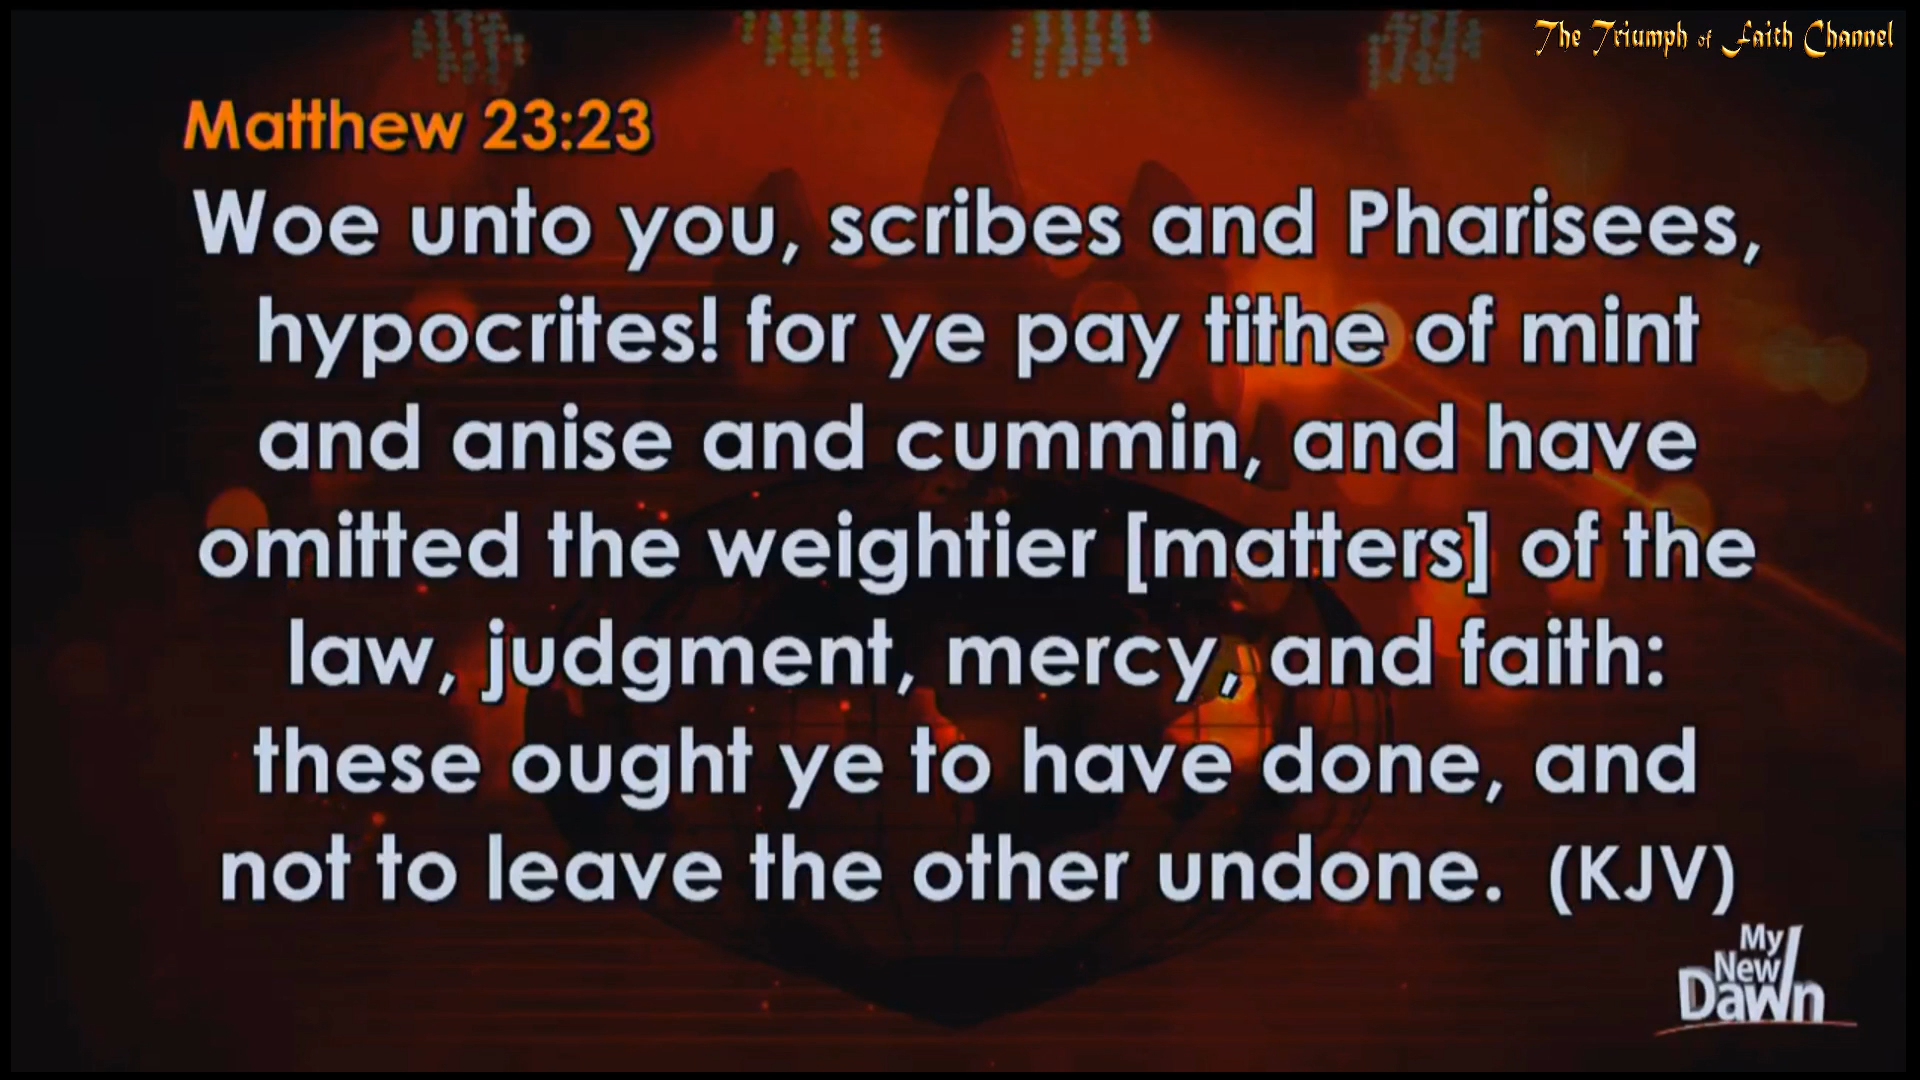 The Triumph of Faith Channel
Matthew 23:23
Woe unto you, scribes and Pharisees,
hypocrites! for ye pay tithe of mint
and anise and cummin, and have
omitted the weightier [matters] of the
law, judgment, mercy, and faith:
these ought ye to have done, and
not to leave the other undone. (KJV)
My
New
Dawn